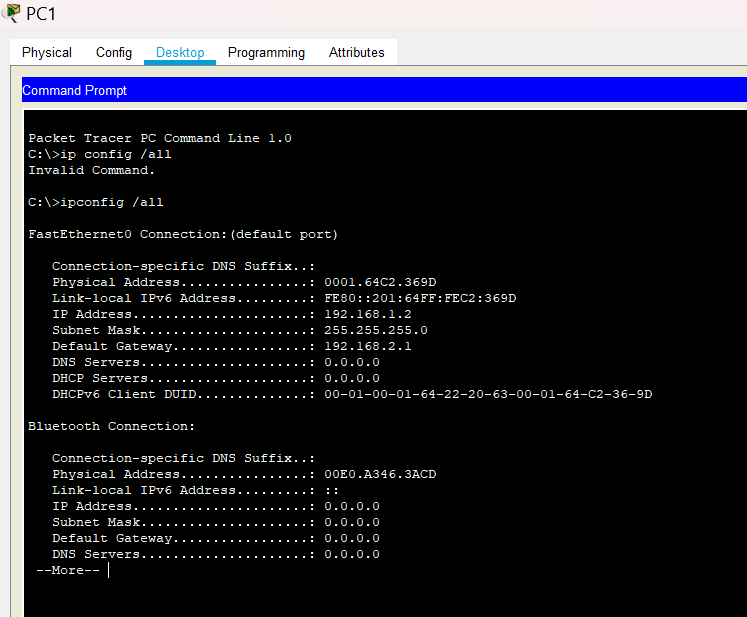 PC1
Physical Config Desktop Programming Attributes
Command Prompt
Packet Tracer PC Command Line 1.0
C:\>ip config /all
Invalid Command.
C:\>ipconfig /all
FastEthernet0 Connection:(default port)
Connection-specific DNS Suffix..:
Physical Address................: 0001.64C2.369D
Link-local IPv6 Address.........: FE80::201:64FF:FEC2:369D
IP Address......................: 192.168.1.2
Subnet Mask.....................: 255.255.255.0
Default Gateway.................: 192.168.2.1
DNS Servers.....................: 0.0.0.0
DHCP Servers....................: 0.0.0.0
DHCPv6 Client DUID..............: 00-01-00-01-64-22-20-63-00-01-64-C2-36-9D
Bluetooth Connection:
Connection-specific DNS Suffix..:
Physical Address................: 00E0.A346.3ACD
Link-local IPv6 Address.........: ::
IP Address......................: 0.0.0.0
Subnet Mask.....................: 0.0.0.0
Default Gateway.................: 0.0.0.0
DNS Servers.....................: 0.0.0.0
--More--